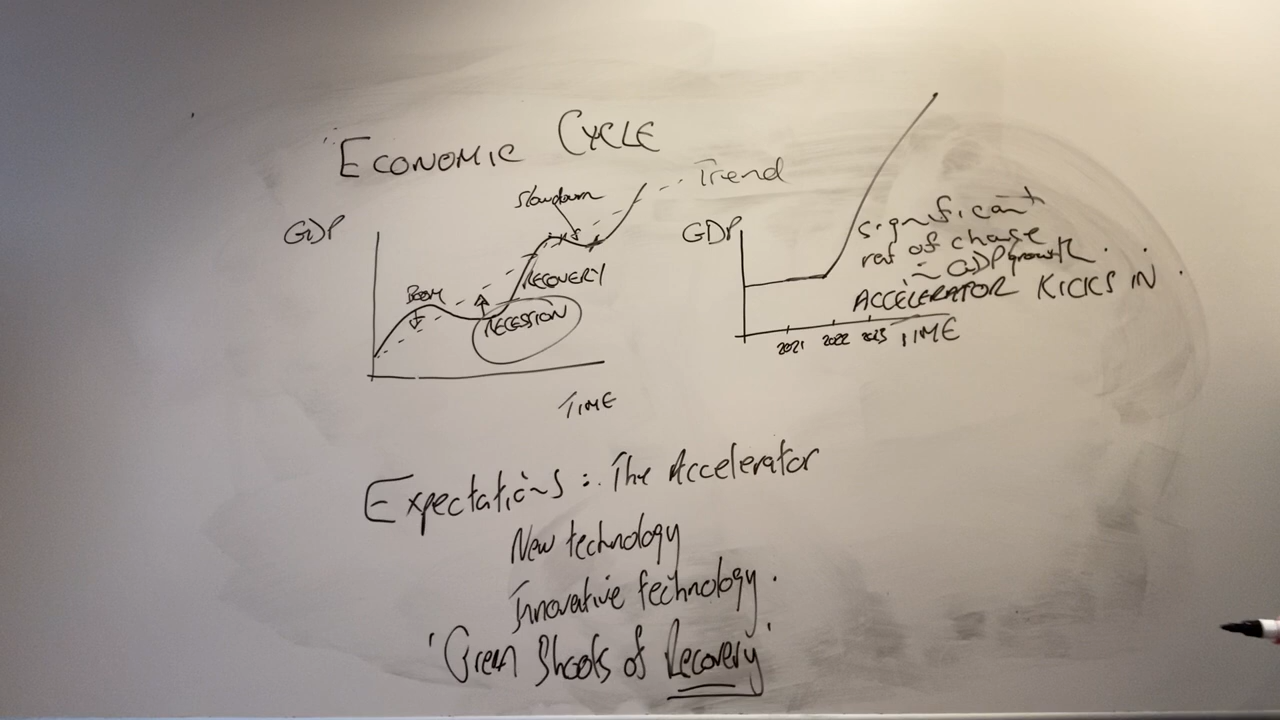 ECONOMIC CYCLE
GDP
BOOM
RECESSION
RECOVERY
Slowdown
Trend
TIME
GDP
significant
rat of change
in GDP growth.
ACCELERATOR KICKS IN.
2021 2022 2023 TIME
Expectations : The Accelerator
New technology
Innovative technology.
'Green Shoots of Recovery'